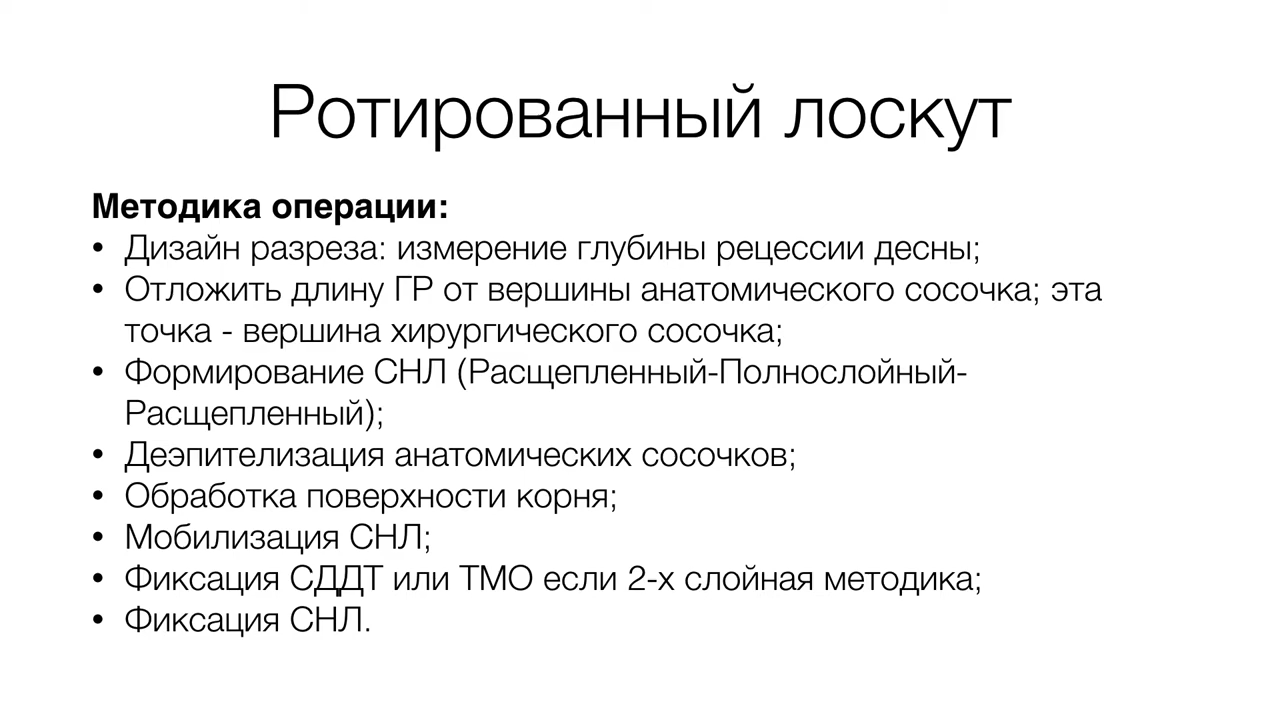 Ротированный лоскут
Методика операции:
• Дизайн разреза: измерение глубины рецессии десны;
• Отложить длину ГР от вершины анатомического сосочка; эта
точка - вершина хирургического сосочка;
• Формирование СНЛ (Расщепленный-Полнослойный-
Расщепленный);
• Деэпителизация анатомических сосочков;
• Обработка поверхности корня;
• Мобилизация СНЛ;
• Фиксация СДДТ или ТМО если 2-х слойная методика;
• Фиксация СНЛ.